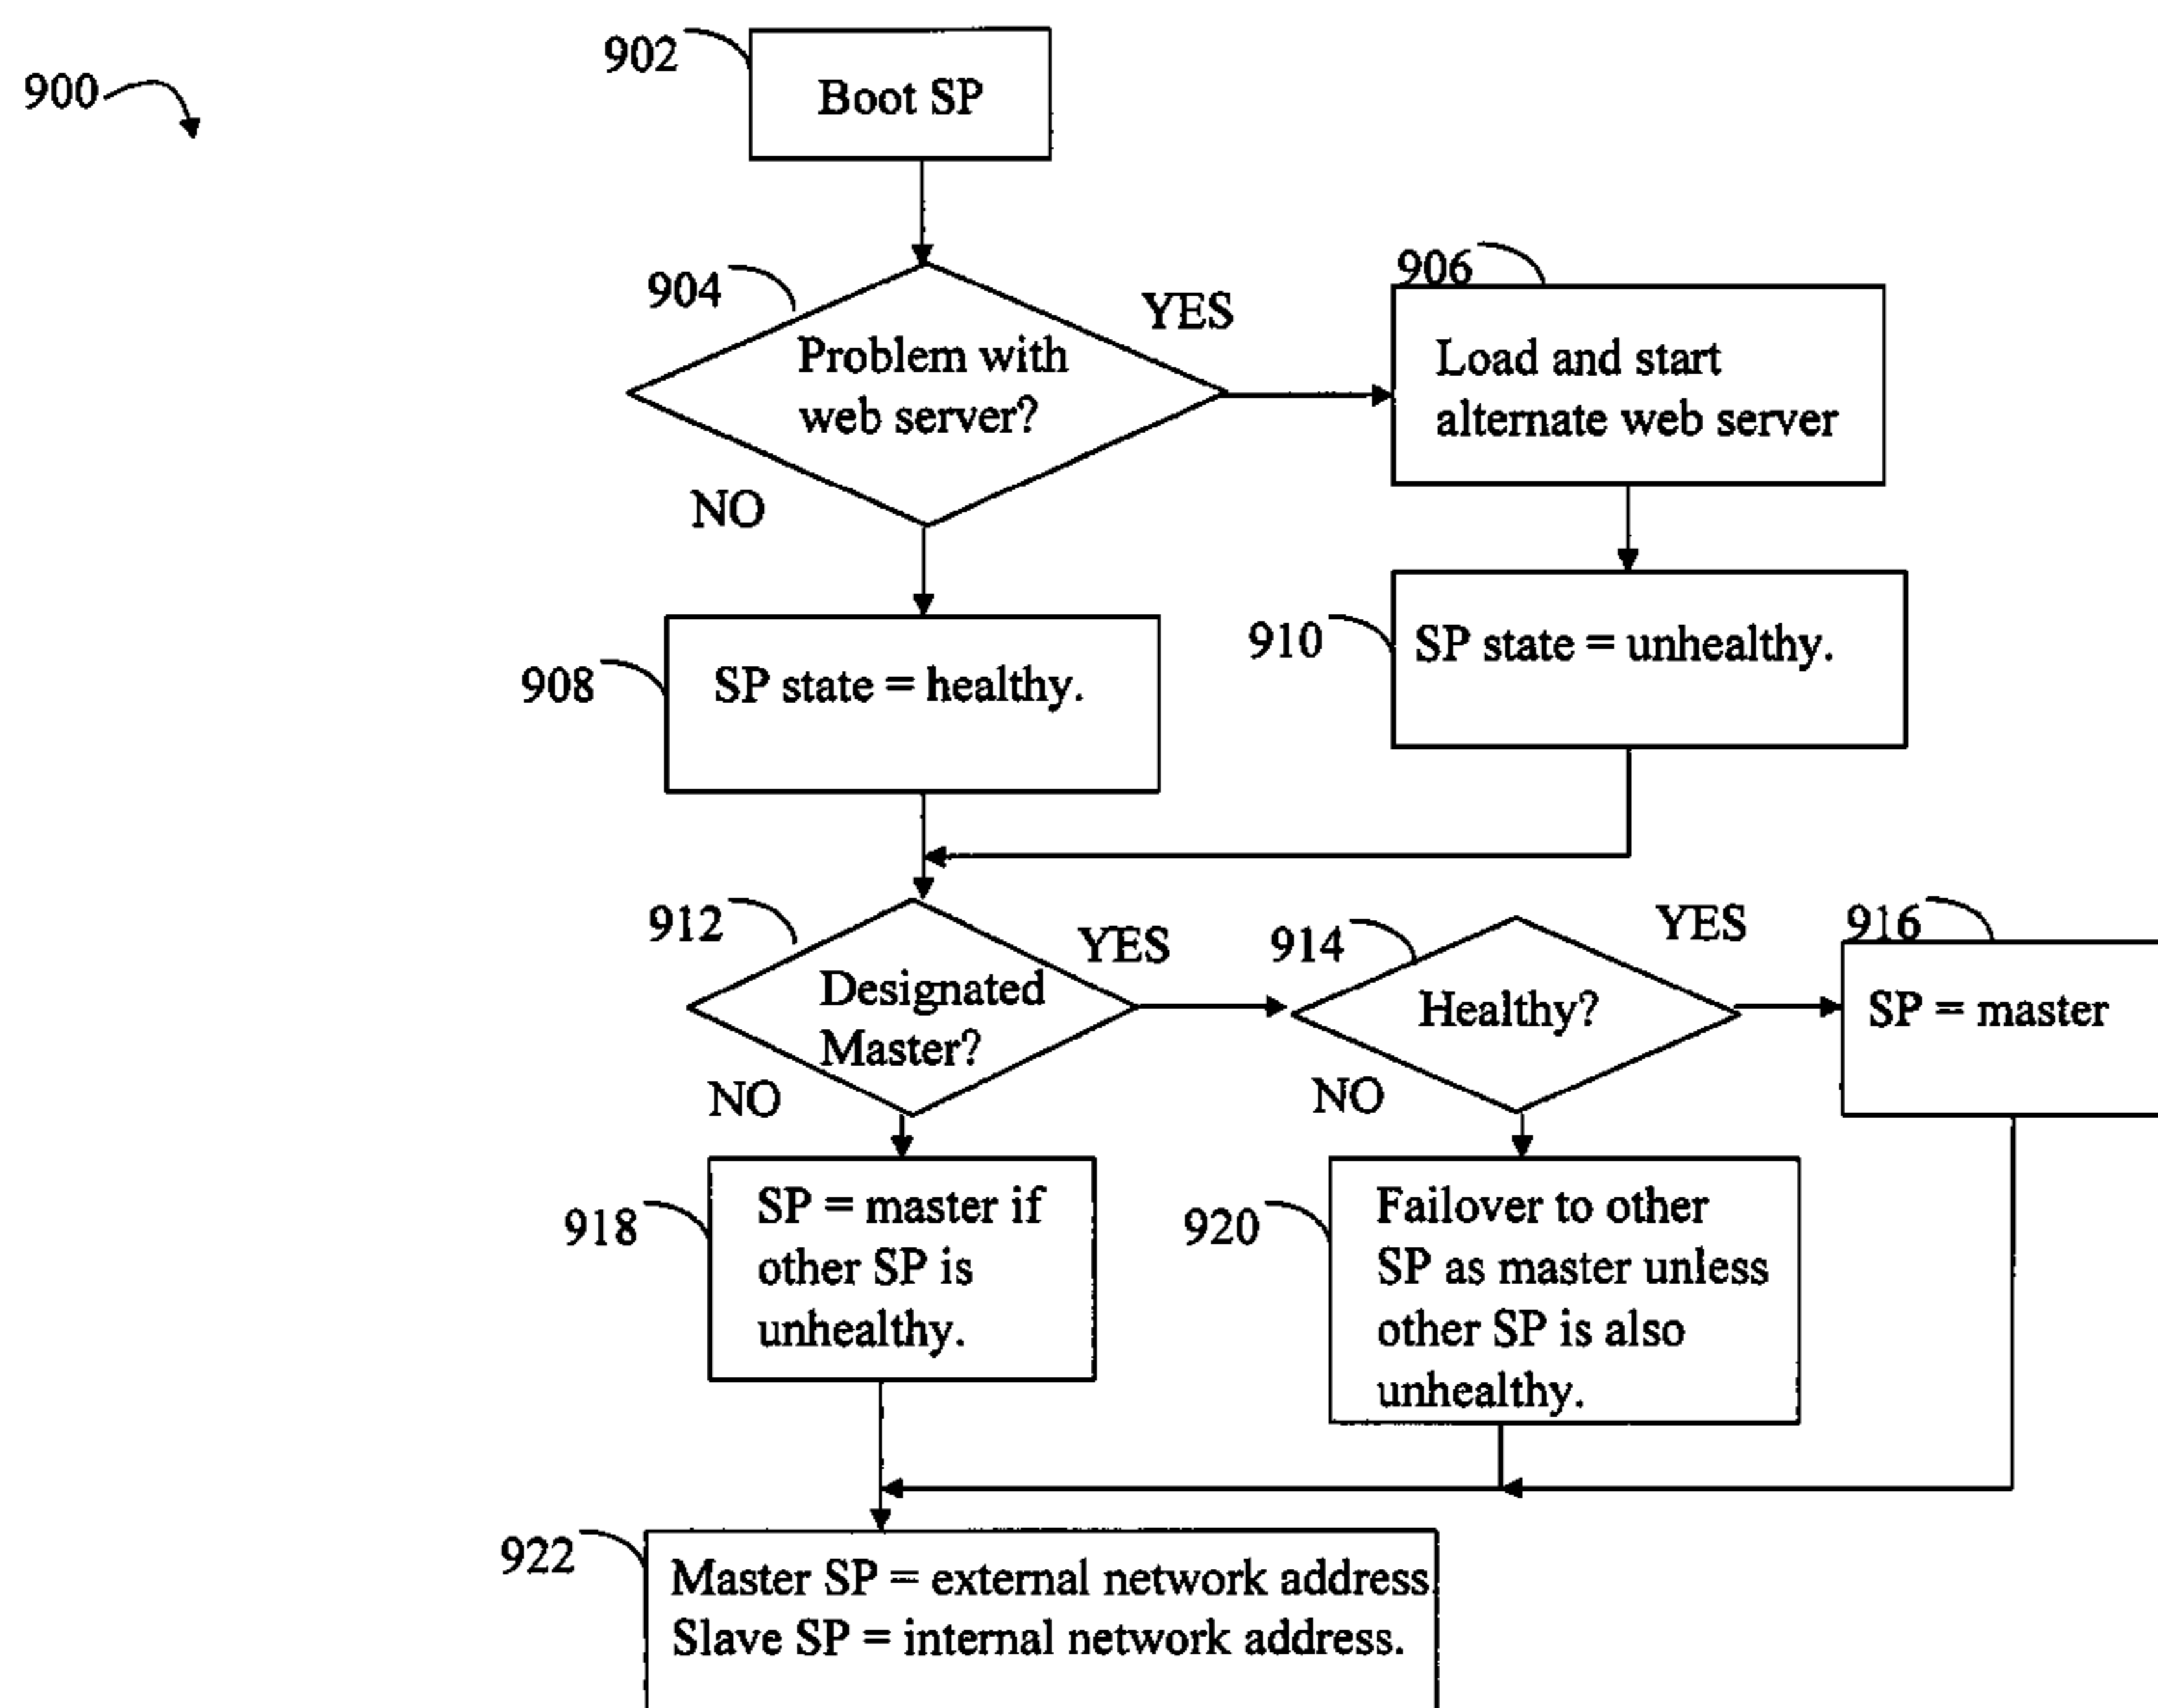 900
902
Boot SP
904
Problem with
web server?
YES
NO
906
Load and start
alternate web server
908
SP state = healthy.
910
SP state = unhealthy.
912
Designated
Master?
YES
NO
914
Healthy?
YES
NO
916
SP = master
918
SP = master if
other SP is
unhealthy.
920
Failover to other
SP as master unless
other SP is also
unhealthy.
922
Master SP = external network address
Slave SP = internal network address.